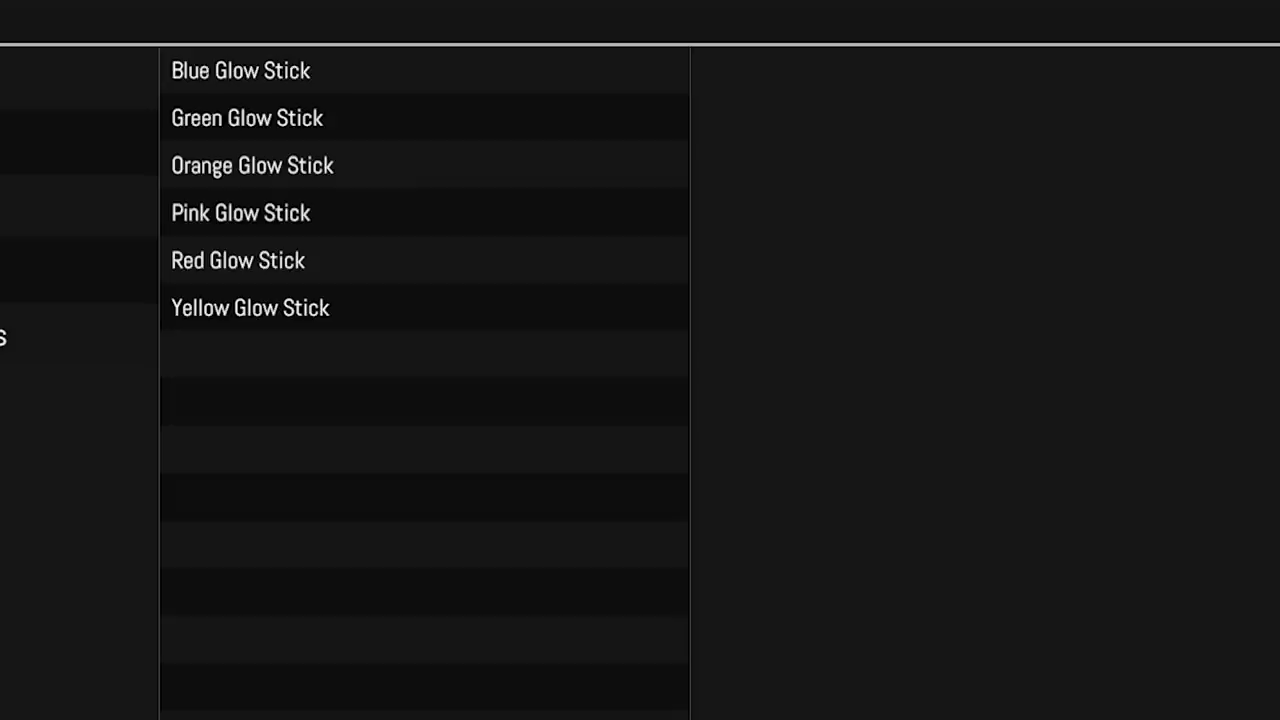 Blue Glow Stick
Green Glow Stick
Orange Glow Stick
Pink Glow Stick
Red Glow Stick
Yellow Glow Stick
s